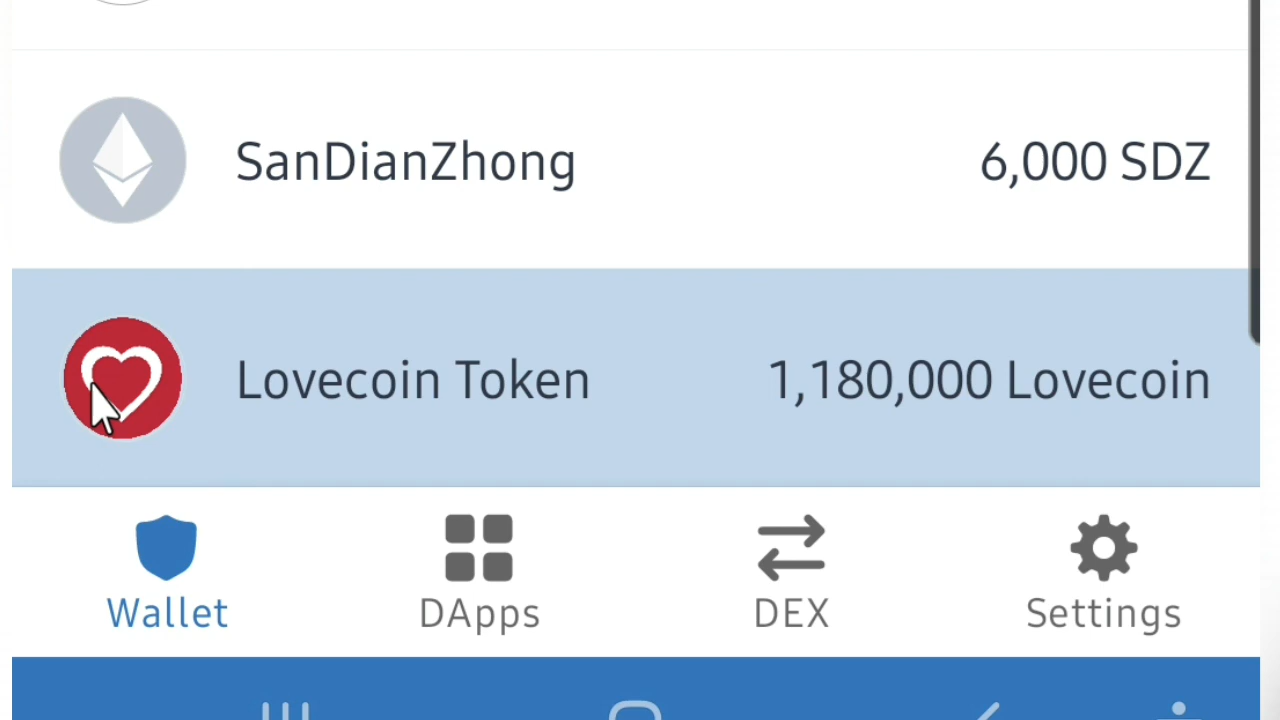 SanDianZhong 6,000 SDZ
Lovecoin Token 1,180,000 Lovecoin
Wallet DApps DEX Settings